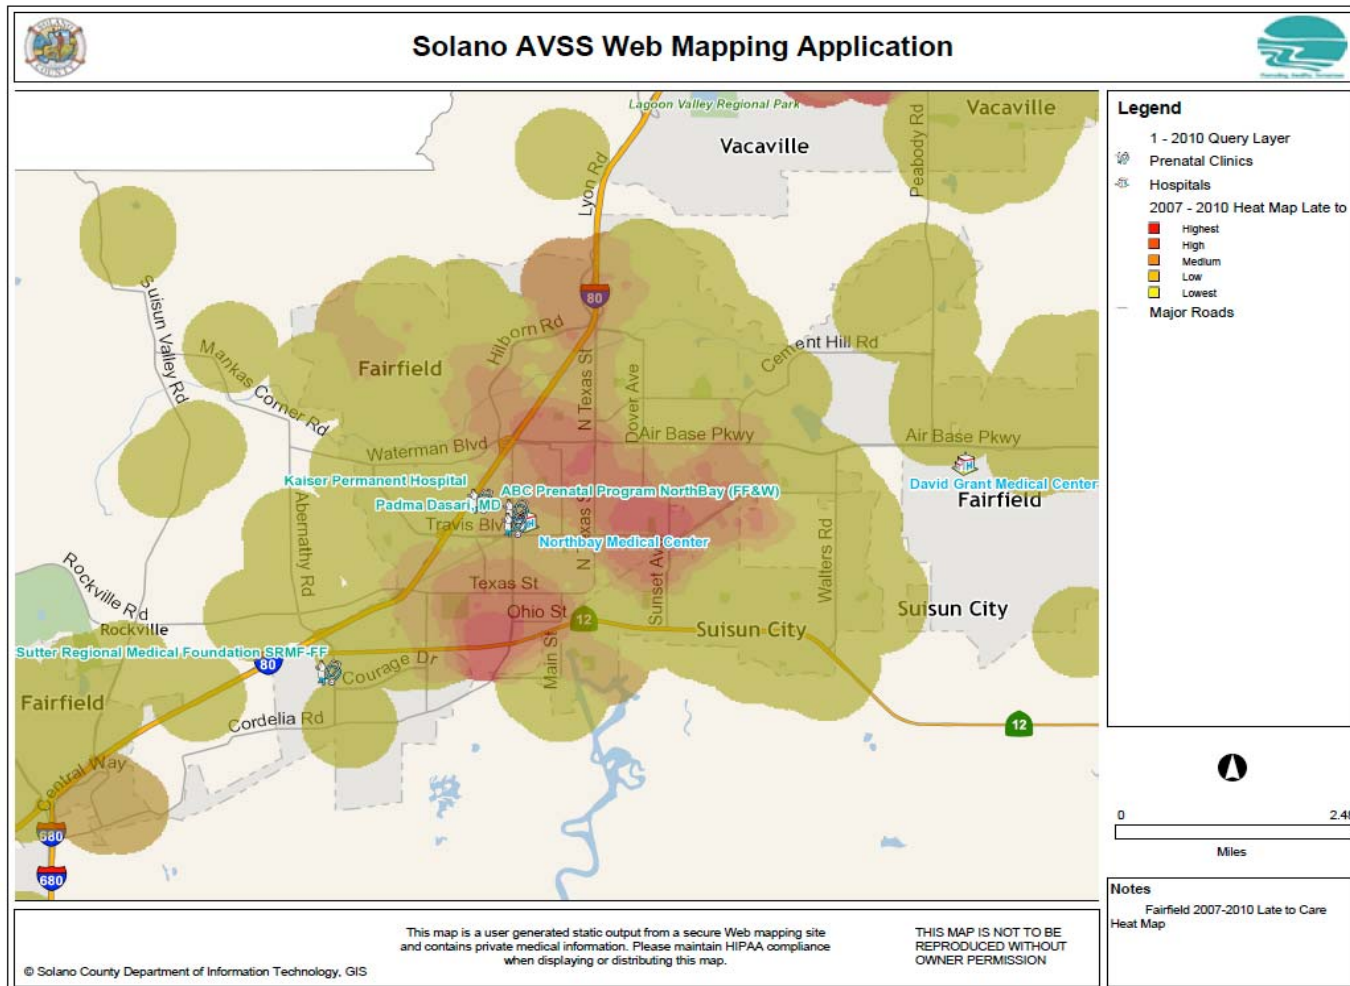 Solano AVSS Web Mapping Application
SOLANO
COUNTY
Lagoon Valley Regional Park
Vacaville
Vacaville
Peabody Rd
Lyon Rd
Suisun Valley Rd
80
Hilborn Rd
Mankas Corner Rd
Fairfield
N Texas St
Dover Ave
Cement Hill Rd
Waterman Blvd
Air Base Pkwy
Air Base Pkwy
Kaiser Permanent Hospital
ABC Prenatal Program NorthBay (FF&W)
David Grant Medical Center
Padma Dasari, MD
Fairfield
Abernathy Rd
Travis Blv
Northbay Medical Center
N Texas S
Sunset Av
Walters Rd
Rockville Rd
Texas St
Ohio St
12
Suisun City
Suisun City
Rockville
Sutter Regional Medical Foundation SRMF-FF
80
Courage Dr
Main St
Fairfield
Cordelia Rd
12
Central Way
680
680
Legend
1 - 2010 Query Layer
Prenatal Clinics
Hospitals
2007 - 2010 Heat Map Late to
Highest
High
Medium
Low
Lowest
Major Roads
0 2.48
Miles
Notes
Fairfield 2007-2010 Late to Care
Heat Map
© Solano County Department of Information Technology, GIS
This map is a user generated static output from a secure Web mapping site
and contains private medical information. Please maintain HIPAA compliance
when displaying or distributing this map.
THIS MAP IS NOT TO BE
REPRODUCED WITHOUT
OWNER PERMISSION